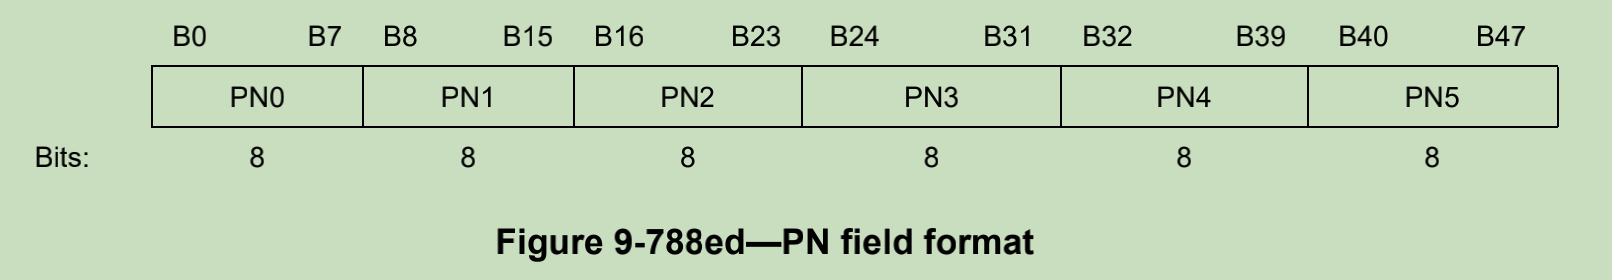 B0 B7 B8 B15 B16 B23 B24 B31 B32 B39 B40 B47
PN0 PN1 PN2 PN3 PN4 PN5
Bits: 8 8 8 8 8 8
Figure 9-788ed—PN field format